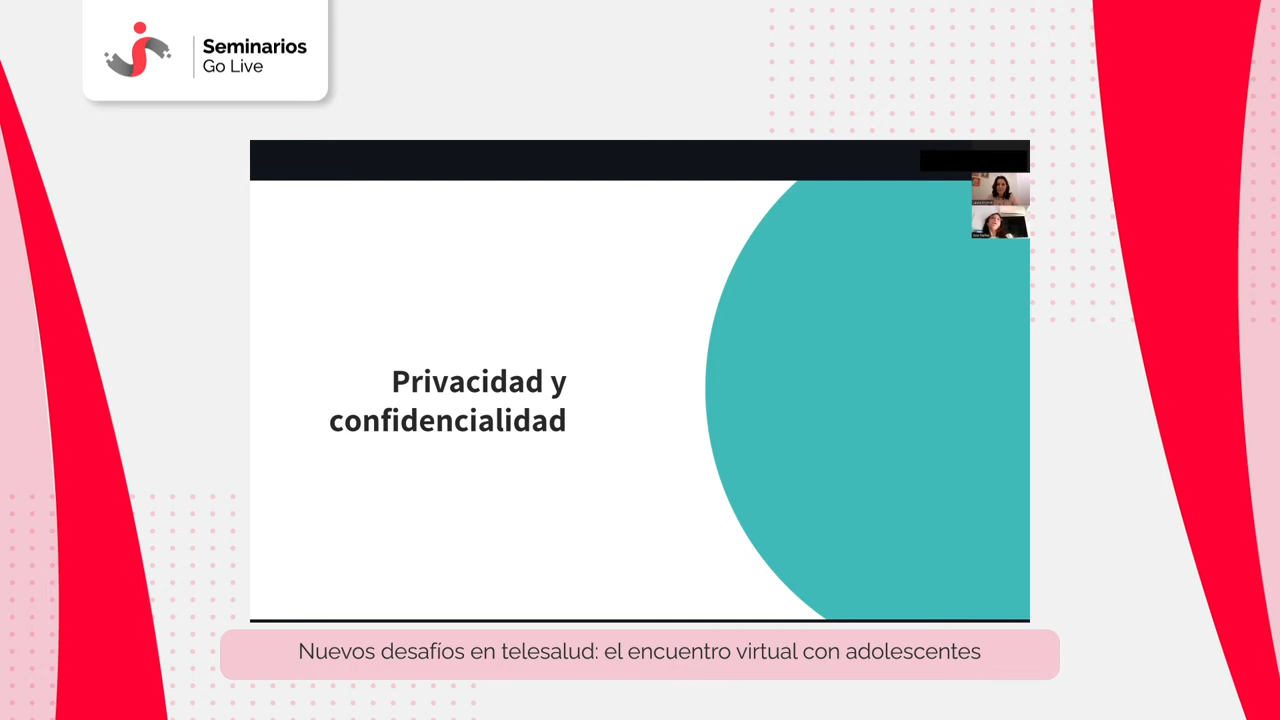 Seminarios
Go Live
Privacidad y
confidencialidad
Nuevos desafíos en telesalud: el encuentro virtual con adolescentes